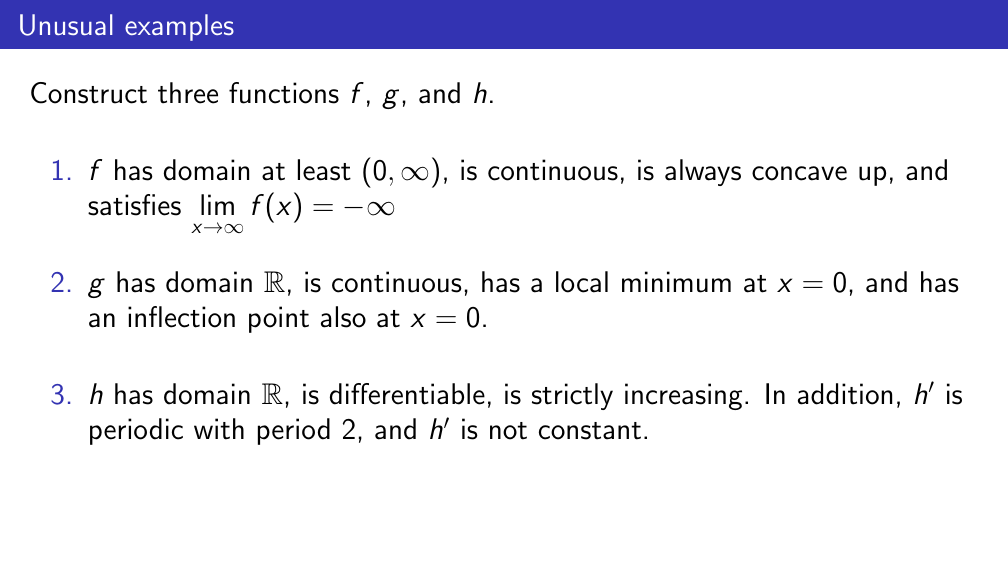 Unusual examples
Construct three functions f, g, and h.
1. f has domain at least (0, ∞), is continuous, is always concave up, and
satisfies lim f(x) = −∞
x→∞
2. g has domain ℝ, is continuous, has a local minimum at x = 0, and has
an inflection point also at x = 0.
3. h has domain ℝ, is differentiable, is strictly increasing. In addition, h′ is
periodic with period 2, and h′ is not constant.